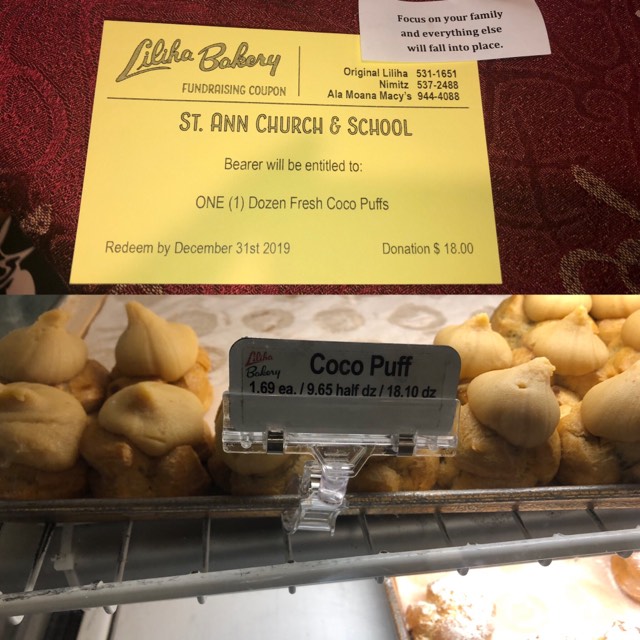 Focus on your family
and everything else
will fall into place.
Liliha Bakery
FUNDRAISING COUPON
Original Liliha 531-1651
Nimitz 537-2488
Ala Moana Macy's 944-4088
ST. ANN CHURCH & SCHOOL
Bearer will be entitled to:
ONE (1) Dozen Fresh Coco Puffs
Redeem by December 31st 2019 Donation $ 18.00
Liliha
Bakery
Coco Puff
1.69 ea. / 9.65 half dz / 18.10 dz